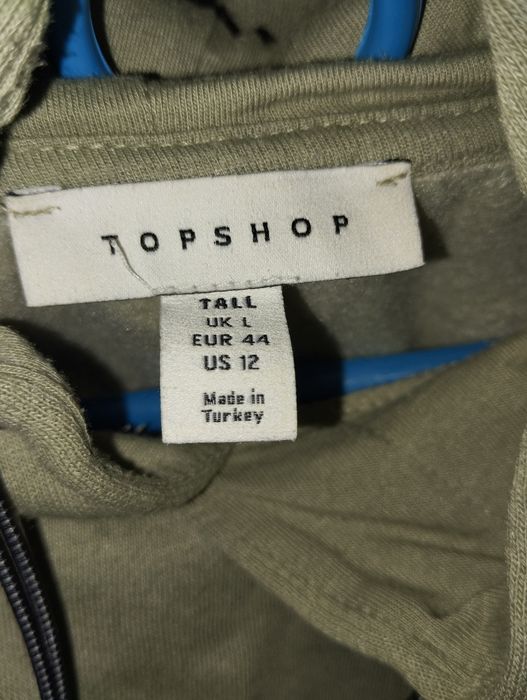 TOPSHOP
TALL
UK L
EUR 44
US 12
Made in
Turkey